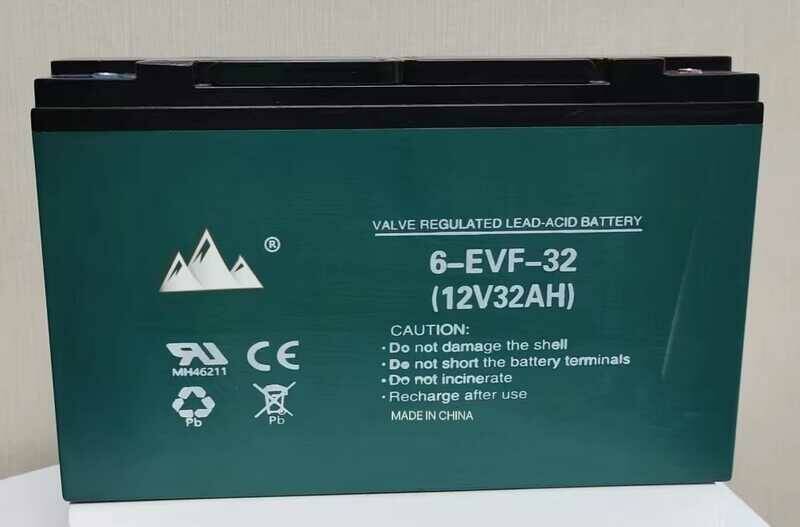 ®
VALVE REGULATED LEAD-ACID BATTERY
6-EVF-32
(12V32AH)
CAUTION:
·Do not damage the shell
·Do not short the battery terminals
·Do not incinerate
·Recharge after use
MADE IN CHINA
RU CE
MH46211
Pb Pb